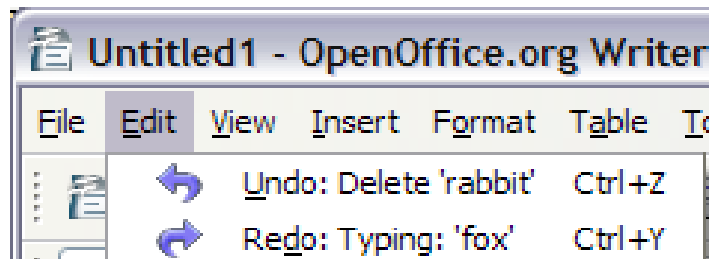 Untitled1 - OpenOffice.org Writer
File Edit View Insert Format Table
Undo: Delete 'rabbit' Ctrl+Z
Redo: Typing: 'fox' Ctrl+Y